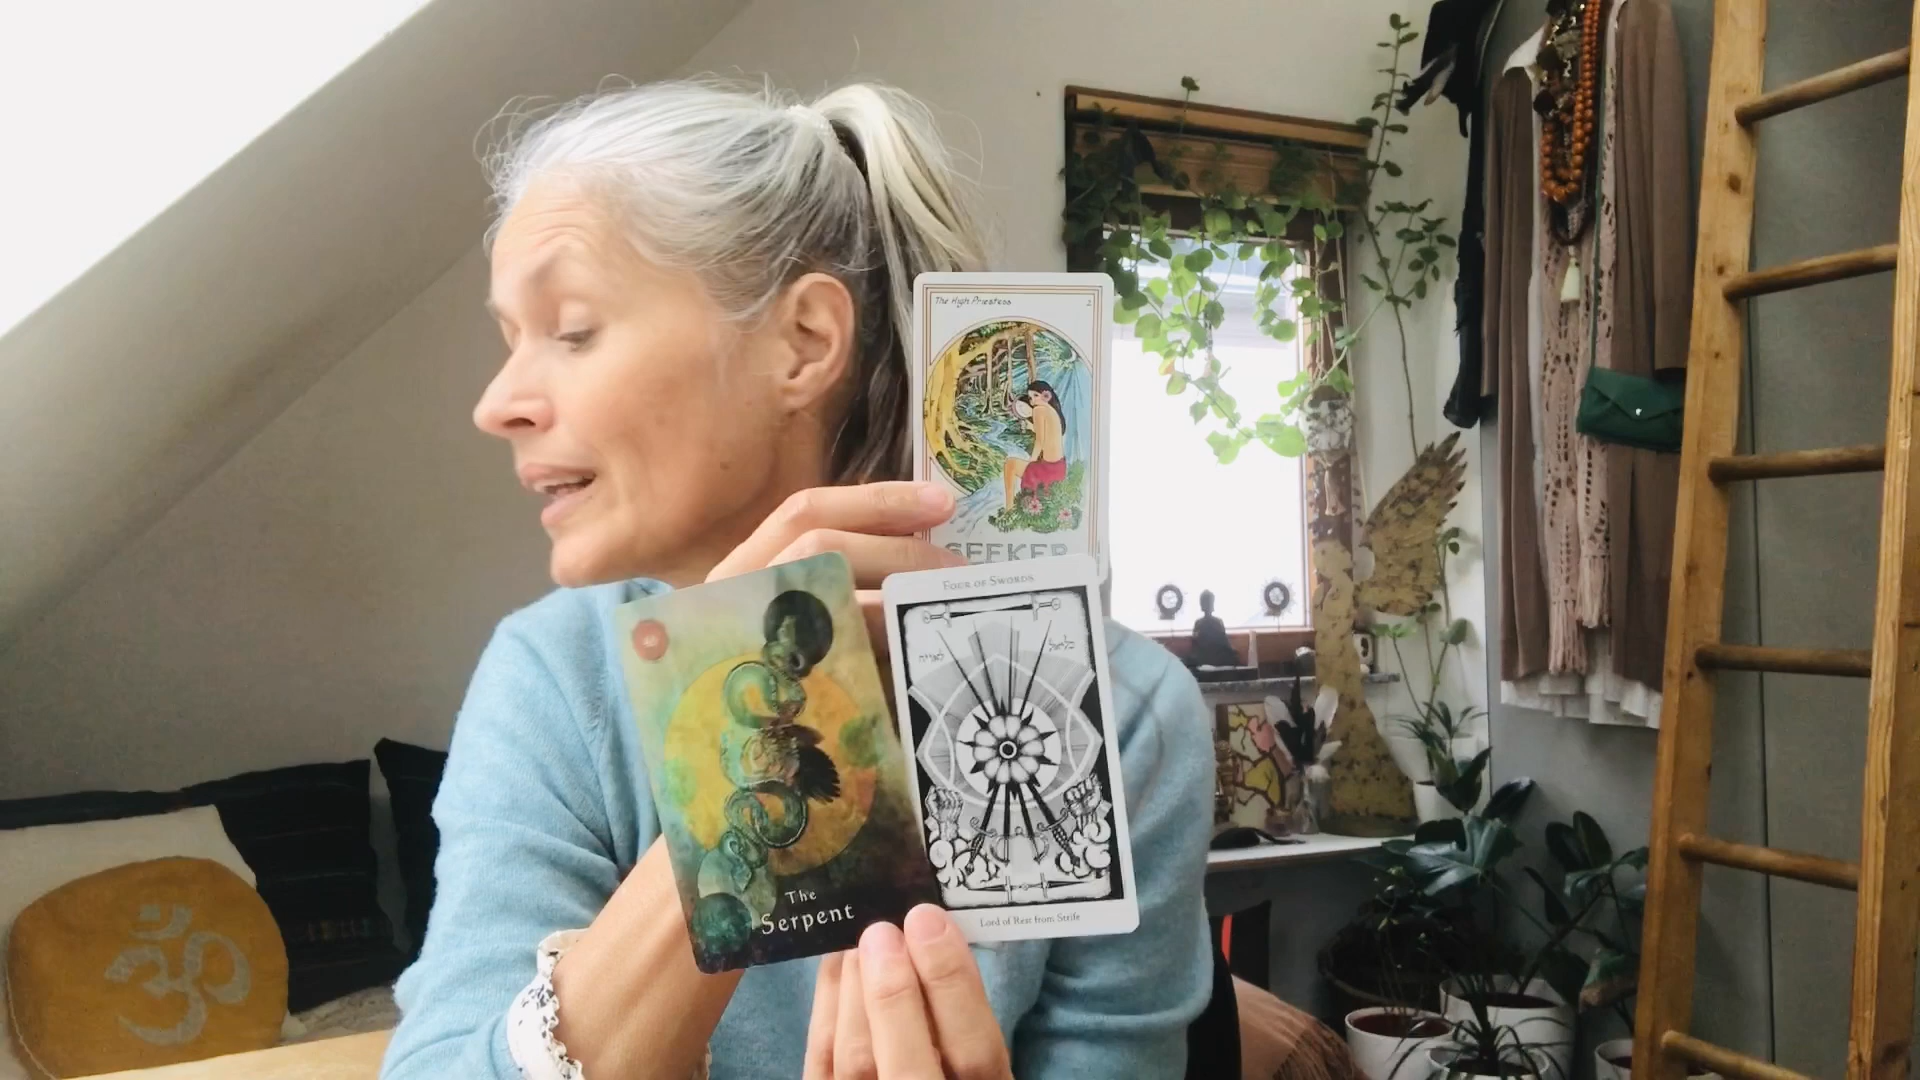 The High Priestess 2
SEEKER
FOUR OF SWORDS
The
Serpent
Lord of Rest from Strife
ॐ